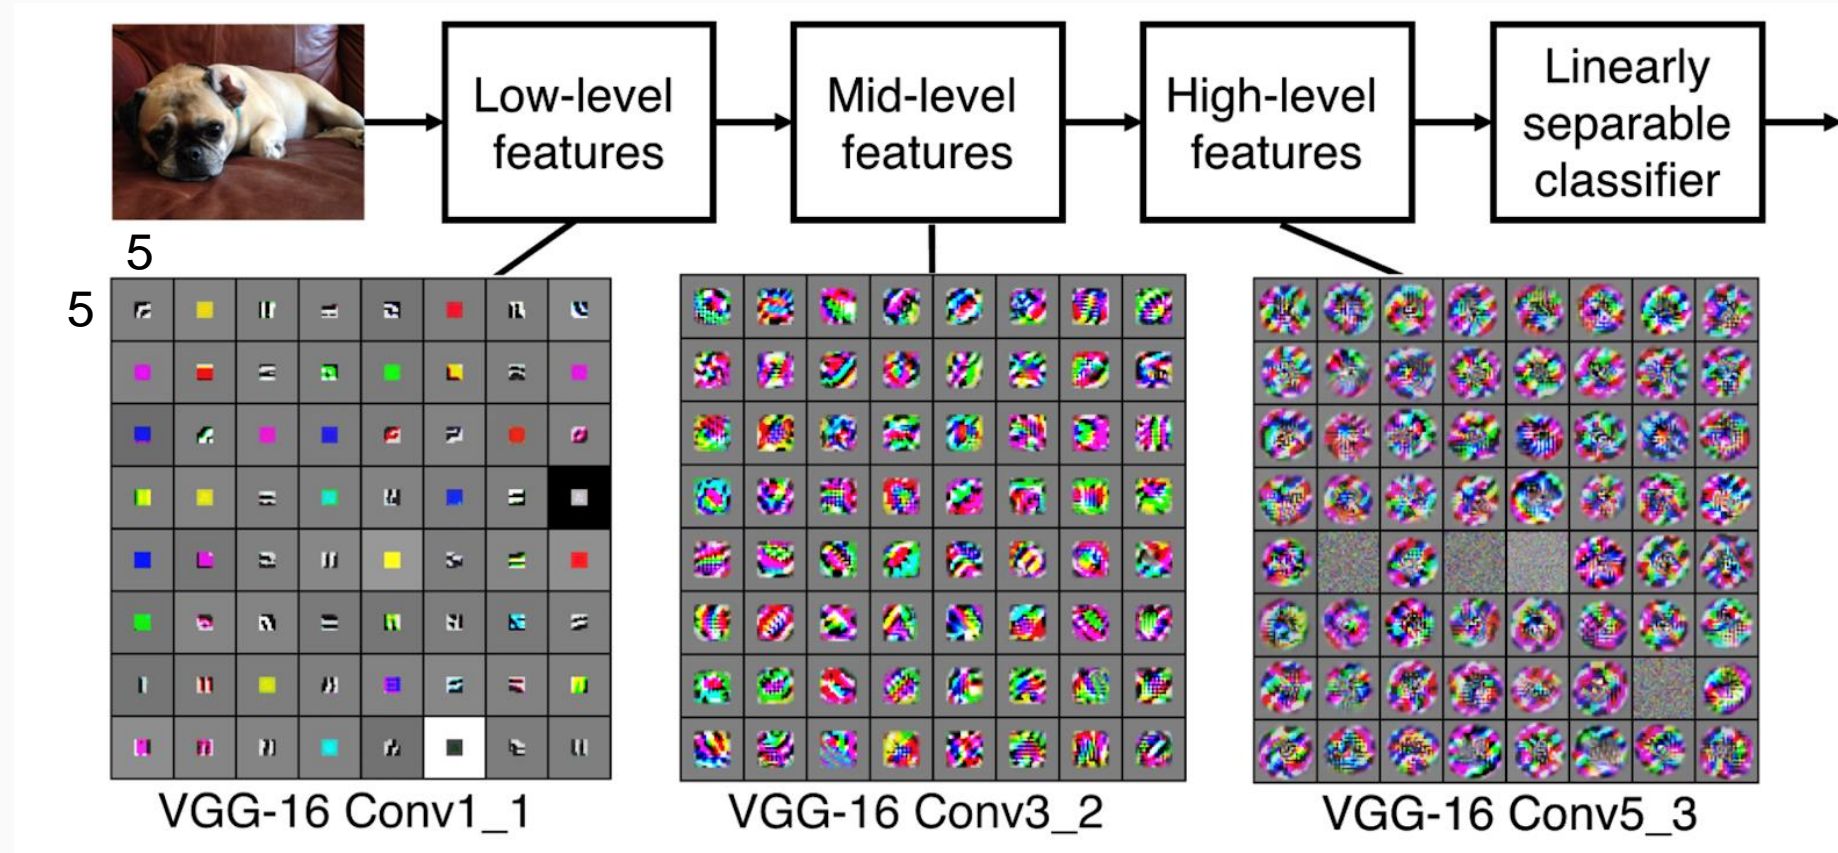 Low-level
features
Mid-level
features
High-level
features
Linearly
separable
classifier
5
5
VGG-16 Conv1_1
VGG-16 Conv3_2
VGG-16 Conv5_3